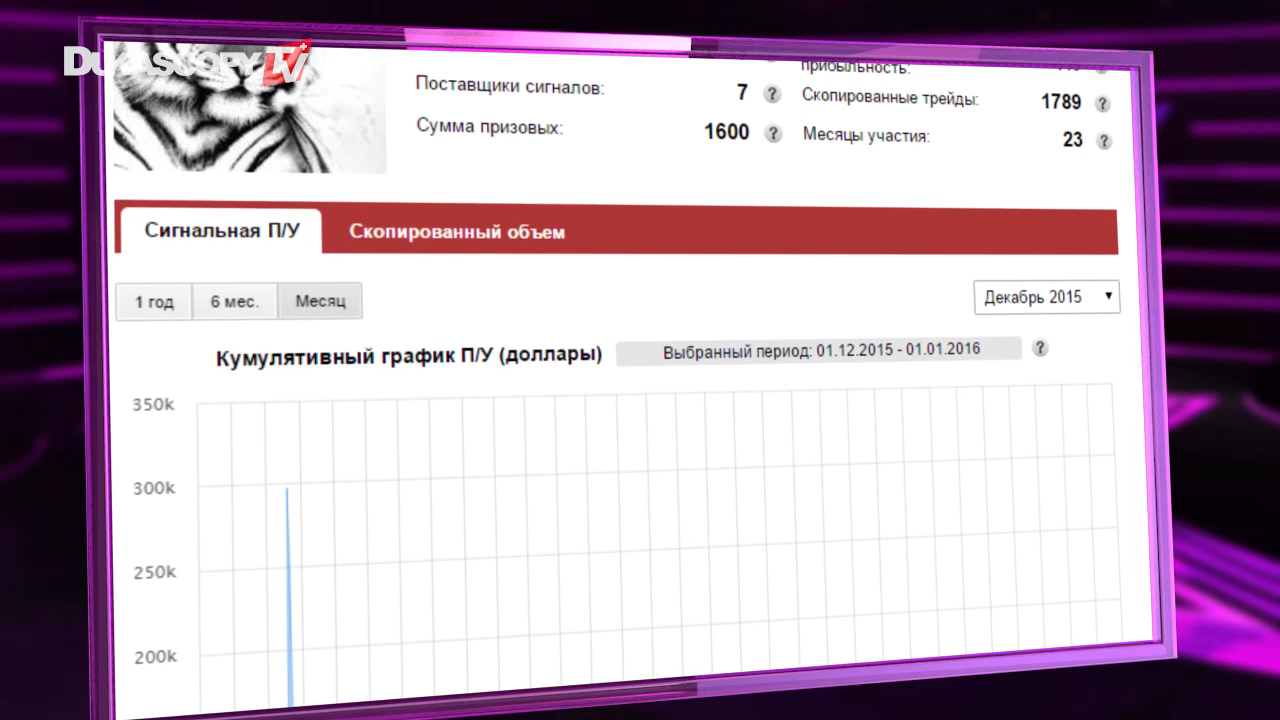 DUKASCOPY TV
прибыльность:
Поставщики сигналов: 7 ?
Скопированные трейды: 1789 ?
Сумма призовых: 1600 ?
Месяцы участия: 23 ?
Сигнальная П/У Скопированный объем
1 год 6 мес. Месяц Декабрь 2015
Кумулятивный график П/У (доллары) Выбранный период: 01.12.2015 - 01.01.2016 ?
350k
300k
250k
200k